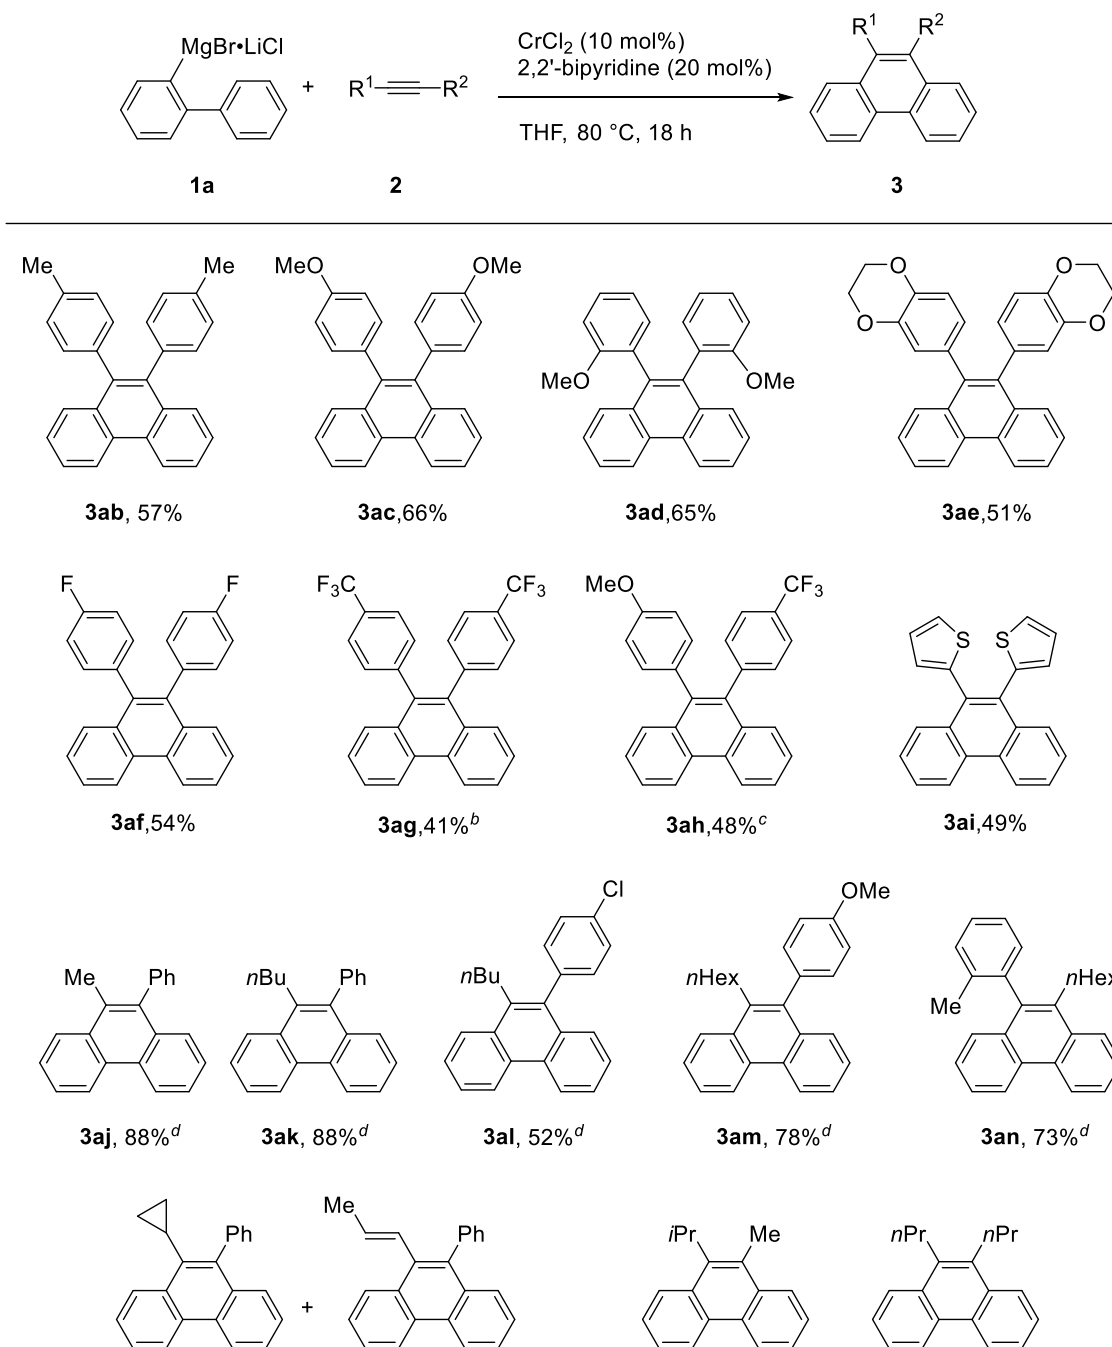 MgBr•LiCl
+
R¹ R²
CrCl₂ (10 mol%)
2,2'-bipyridine (20 mol%)
THF, 80 °C, 18 h
R¹ R²
1a 2 3
Me Me MeO OMe MeO OMe O O O O
3ab, 57% 3ac,66% 3ad,65% 3ae,51%
F F F₃C CF₃ MeO CF₃ S S
3af,54% 3ag,41%ᵇ 3ah,48%ᶜ 3ai,49%
Me Ph nBu Ph nBu Cl nHex OMe Me nHex
3aj, 88%ᵈ 3ak, 88%ᵈ 3al, 52%ᵈ 3am, 78%ᵈ 3an, 73%ᵈ
Ph + Me Ph iPr Me nPr nPr